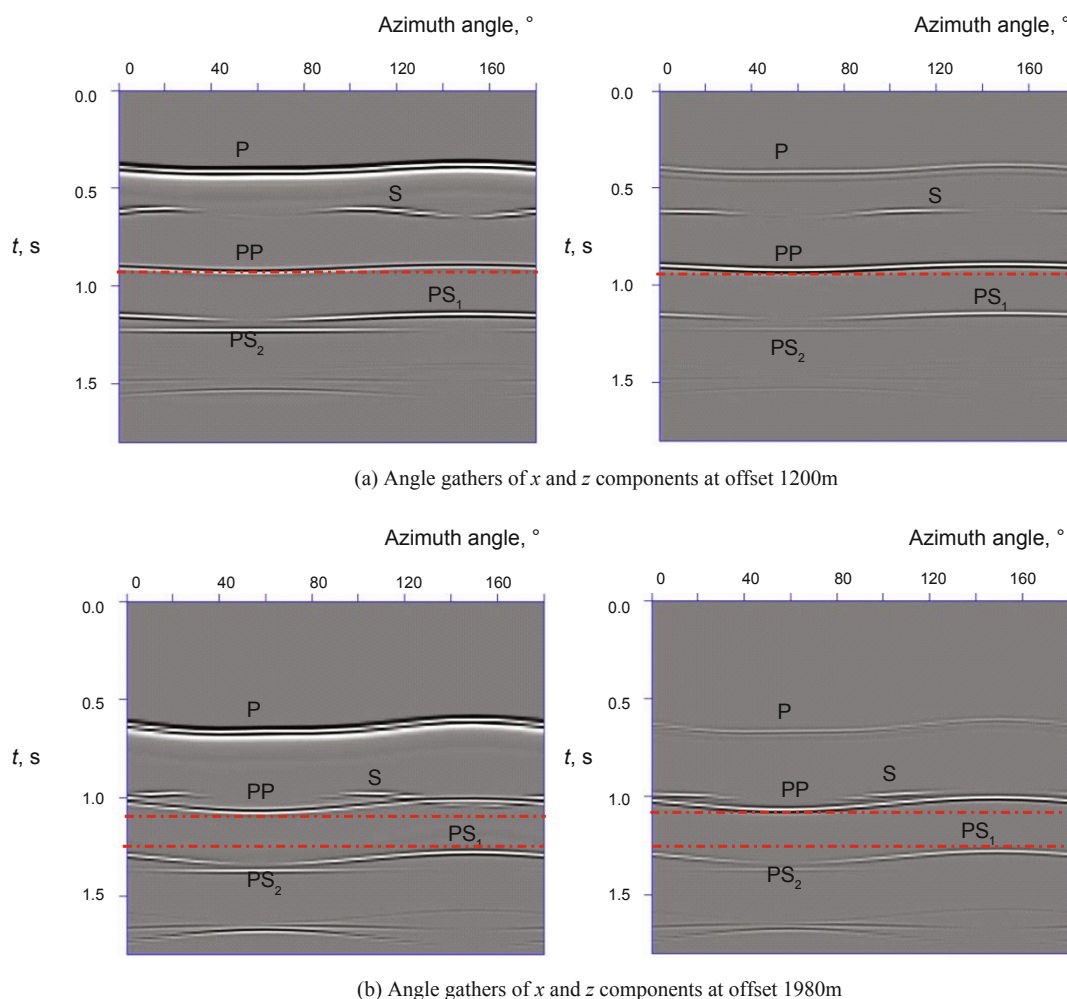 Azimuth angle, °
Azimuth angle, °
0 40 80 120 160
0 40 80 120 160
0.0
0.5
1.0
1.5
t, s
P
S
PP
PS₁
PS₂
0.0
0.5
1.0
1.5
t, s
P
S
PP
PS₁
PS₂
(a) Angle gathers of x and z components at offset 1200m
Azimuth angle, °
Azimuth angle, °
0 40 80 120 160
0 40 80 120 160
0.0
0.5
1.0
1.5
t, s
P
S
PP
PS₁
PS₂
0.0
0.5
1.0
1.5
t, s
P
S
PP
PS₁
PS₂
(b) Angle gathers of x and z components at offset 1980m